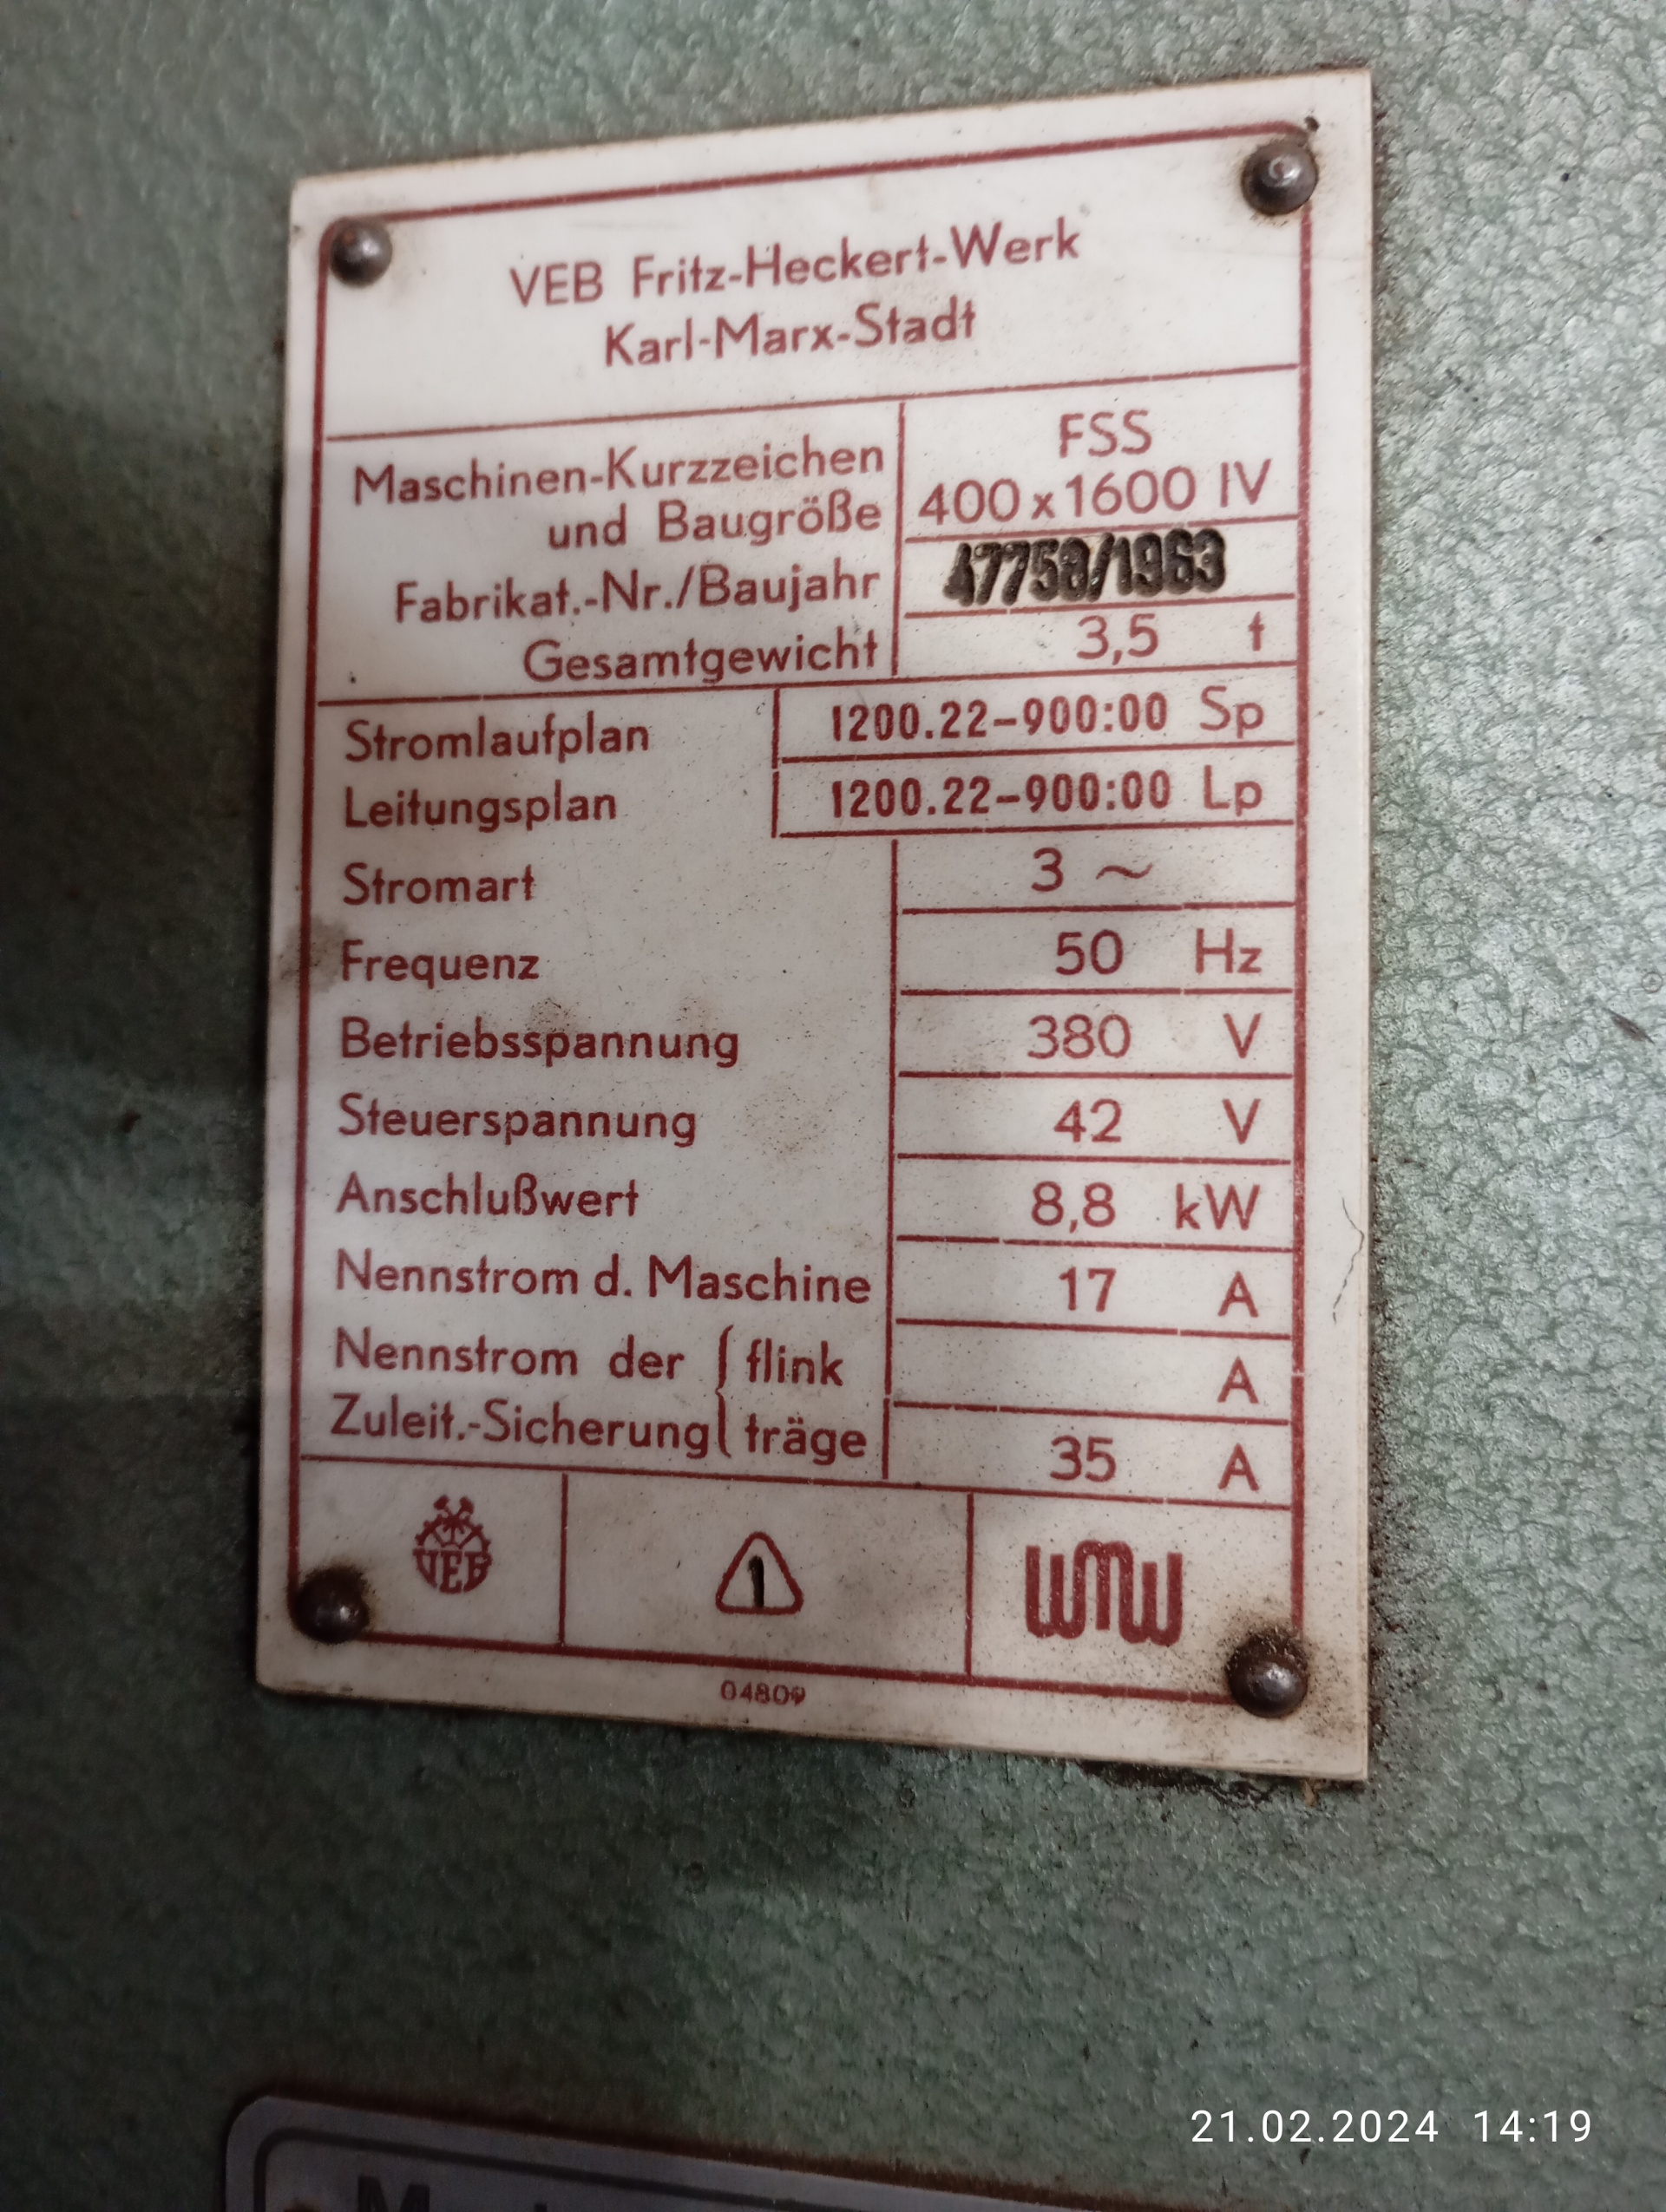 VEB Fritz-Heckert-Werk
Karl-Marx-Stadt
Maschinen-Kurzzeichen und Baugröße FSS 400 x 1600 IV
Fabrikat.-Nr./Baujahr 47758/1963
Gesamtgewicht 3,5 t
Stromlaufplan 1200.22-900:00 Sp
Leitungsplan 1200.22-900:00 Lp
Stromart 3 ~
Frequenz 50 Hz
Betriebsspannung 380 V
Steuerspannung 42 V
Anschlußwert 8,8 kW
Nennstrom d. Maschine 17 A
Nennstrom der { flink A
Zuleit.-Sicherung { träge 35 A
VEB 1 WMW
04809
21.02.2024 14:19